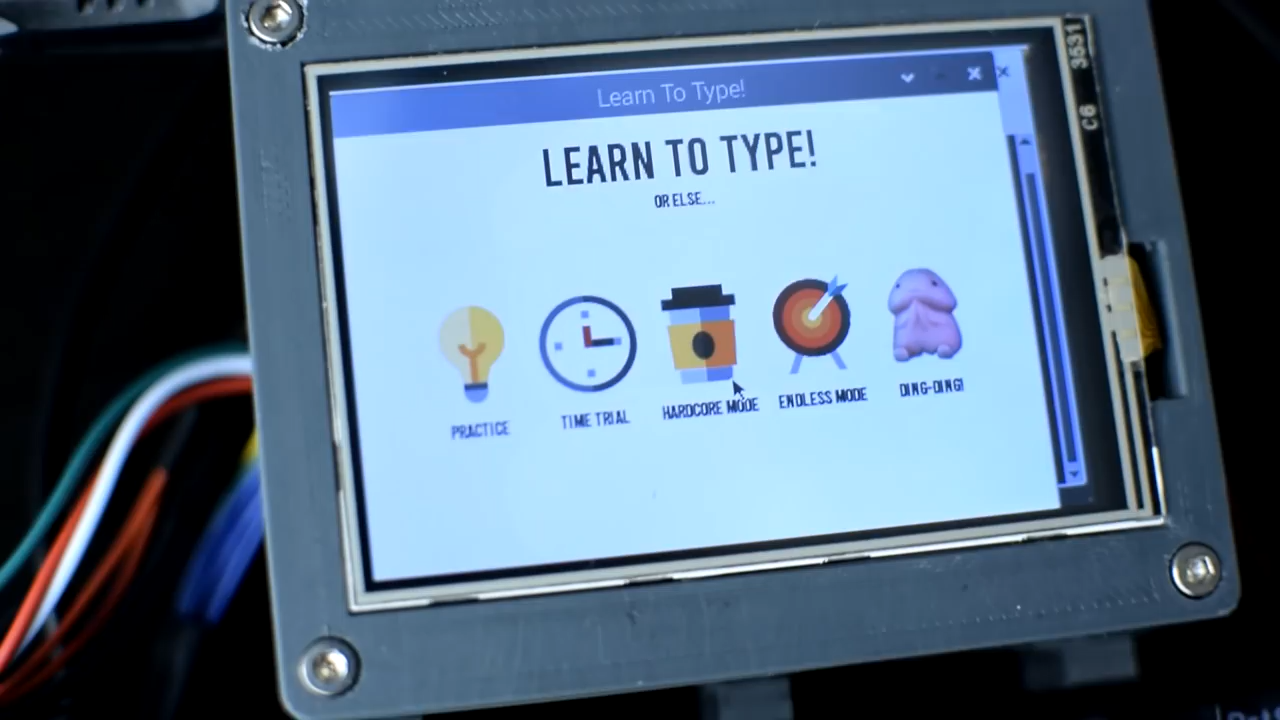 Learn To Type!
LEARN TO TYPE!
OR ELSE...
PRACTICE
TIME TRIAL
HARDCORE MODE
ENDLESS MODE
DING-DING!
3531
C6